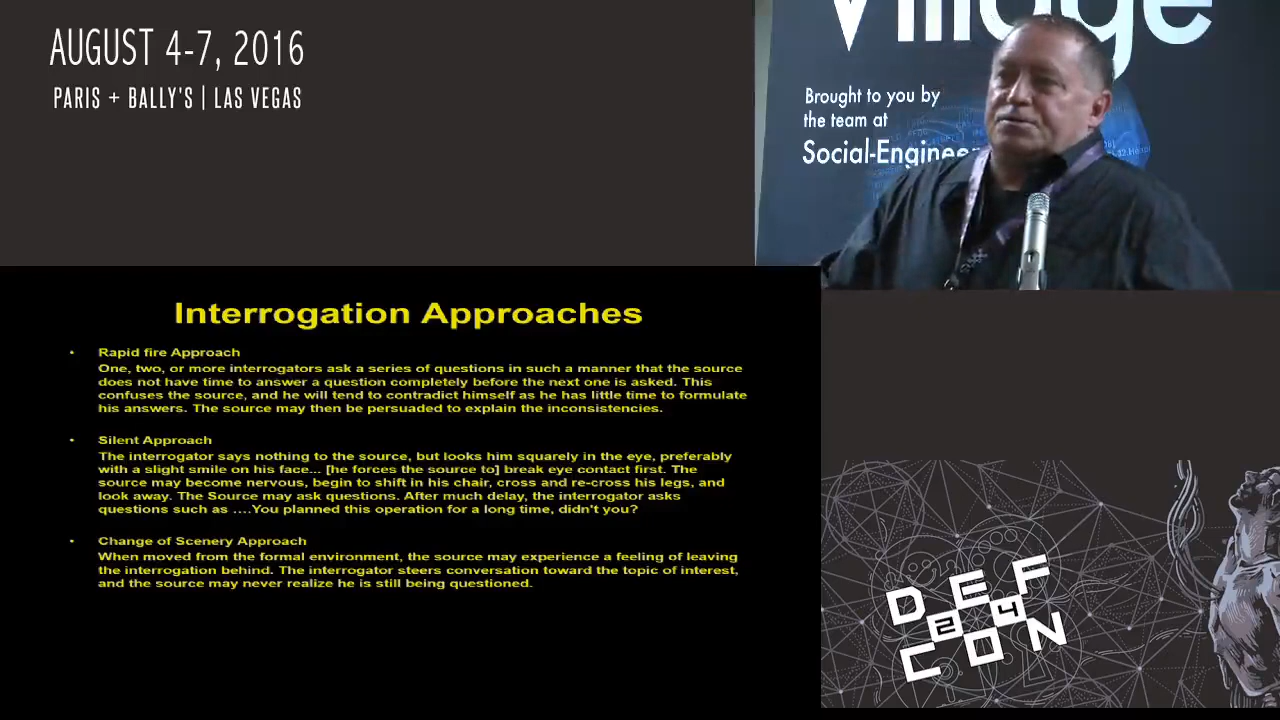 AUGUST 4-7, 2016
PARIS + BALLY'S | LAS VEGAS
Village
Brought to you by
the team at
Social-Engineer
Interrogation Approaches
• Rapid fire Approach
One, two, or more interrogators ask a series of questions in such a manner that the source
does not have time to answer a question completely before the next one is asked. This
confuses the source, and he will tend to contradict himself as he has little time to formulate
his answers. The source may then be persuaded to explain the inconsistencies.
• Silent Approach
The interrogator says nothing to the source, but looks him squarely in the eye, preferably
with a slight smile on his face... [he forces the source to] break eye contact first. The
source may become nervous, begin to shift in his chair, cross and re-cross his legs, and
look away. The Source may ask questions. After much delay, the interrogator asks
questions such as ....You planned this operation for a long time, didn't you?
• Change of Scenery Approach
When moved from the formal environment, the source may experience a feeling of leaving
the interrogation behind. The interrogator steers conversation toward the topic of interest,
and the source may never realize he is still being questioned.
DEF
24
CON